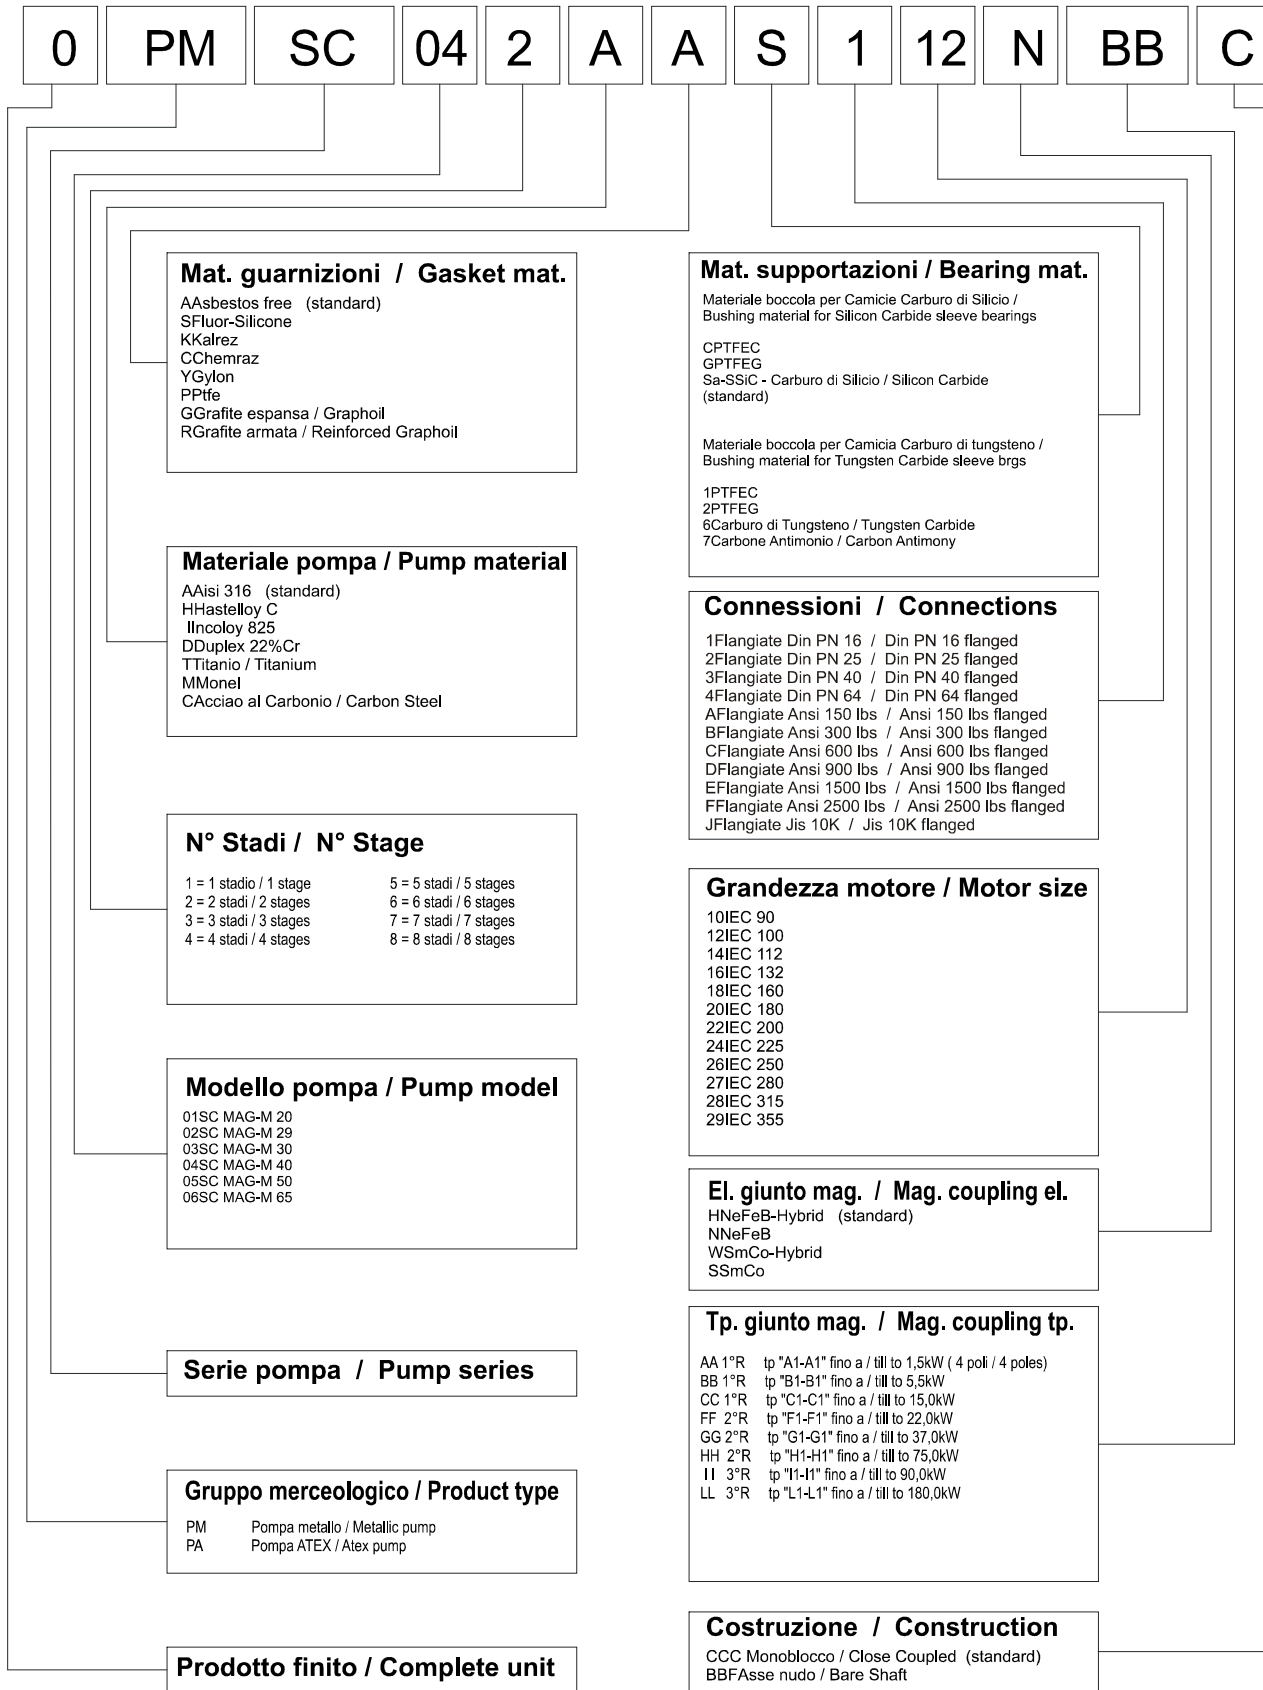 0 PM SC 04 2 A A S 1 12 N BB C
Mat. guarnizioni / Gasket mat.
AAsbestos free (standard)
SFluor-Silicone
KKalrez
CChemraz
YGylon
PPtfe
GGrafite espansa / Graphoil
RGrafite armata / Reinforced Graphoil
Materiale pompa / Pump material
AAisi 316 (standard)
HHastelloy C
IIncoloy 825
DDuplex 22%Cr
TTitanio / Titanium
MMonel
CAcciao al Carbonio / Carbon Steel
N° Stadi / N° Stage
1 = 1 stadio / 1 stage
2 = 2 stadi / 2 stages
3 = 3 stadi / 3 stages
4 = 4 stadi / 4 stages
5 = 5 stadi / 5 stages
6 = 6 stadi / 6 stages
7 = 7 stadi / 7 stages
8 = 8 stadi / 8 stages
Modello pompa / Pump model
01SC MAG-M 20
02SC MAG-M 29
03SC MAG-M 30
04SC MAG-M 40
05SC MAG-M 50
06SC MAG-M 65
Serie pompa / Pump series
Gruppo merceologico / Product type
PM Pompa metallo / Metallic pump
PA Pompa ATEX / Atex pump
Prodotto finito / Complete unit
Mat. supportazioni / Bearing mat.
Materiale boccola per Camicie Carburo di Silicio /
Bushing material for Silicon Carbide sleeve bearings
CPTFEC
GPTFEG
Sa-SSiC - Carburo di Silicio / Silicon Carbide
(standard)
Materiale boccola per Camicia Carburo di tungsteno /
Bushing material for Tungsten Carbide sleeve brgs
1PTFEC
2PTFEG
6Carburo di Tungsteno / Tungsten Carbide
7Carbone Antimonio / Carbon Antimony
Connessioni / Connections
1Flangiate Din PN 16 / Din PN 16 flanged
2Flangiate Din PN 25 / Din PN 25 flanged
3Flangiate Din PN 40 / Din PN 40 flanged
4Flangiate Din PN 64 / Din PN 64 flanged
AFlangiate Ansi 150 lbs / Ansi 150 lbs flanged
BFlangiate Ansi 300 lbs / Ansi 300 lbs flanged
CFlangiate Ansi 600 lbs / Ansi 600 lbs flanged
DFlangiate Ansi 900 lbs / Ansi 900 lbs flanged
EFlangiate Ansi 1500 lbs / Ansi 1500 lbs flanged
FFlangiate Ansi 2500 lbs / Ansi 2500 lbs flanged
JFlangiate Jis 10K / Jis 10K flanged
Grandezza motore / Motor size
10IEC 90
12IEC 100
14IEC 112
16IEC 132
18IEC 160
20IEC 180
22IEC 200
24IEC 225
26IEC 250
27IEC 280
28IEC 315
29IEC 355
El. giunto mag. / Mag. coupling el.
HNeFeB-Hybrid (standard)
NNeFeB
WSmCo-Hybrid
SSmCo
Tp. giunto mag. / Mag. coupling tp.
AA 1°R tp "A1-A1" fino a / till to 1,5kW ( 4 poli / 4 poles)
BB 1°R tp "B1-B1" fino a / till to 5,5kW
CC 1°R tp "C1-C1" fino a / till to 15,0kW
FF 2°R tp "F1-F1" fino a / till to 22,0kW
GG 2°R tp "G1-G1" fino a / till to 37,0kW
HH 2°R tp "H1-H1" fino a / till to 75,0kW
II 3°R tp "I1-I1" fino a / till to 90,0kW
LL 3°R tp "L1-L1" fino a / till to 180,0kW
Costruzione / Construction
CCC Monoblocco / Close Coupled (standard)
BBFAsse nudo / Bare Shaft